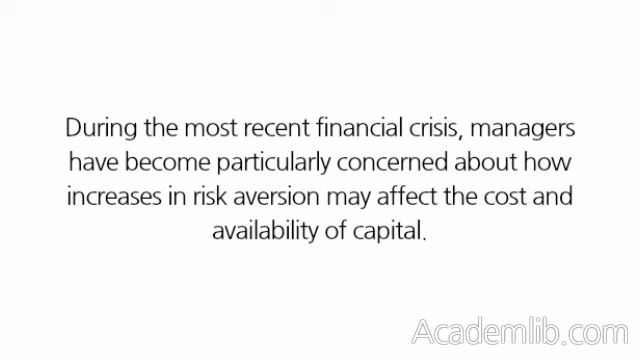 During the most recent financial crisis, managers
have become particularly concerned about how
increases in risk aversion may affect the cost and
availability of capital.
Academlib.com